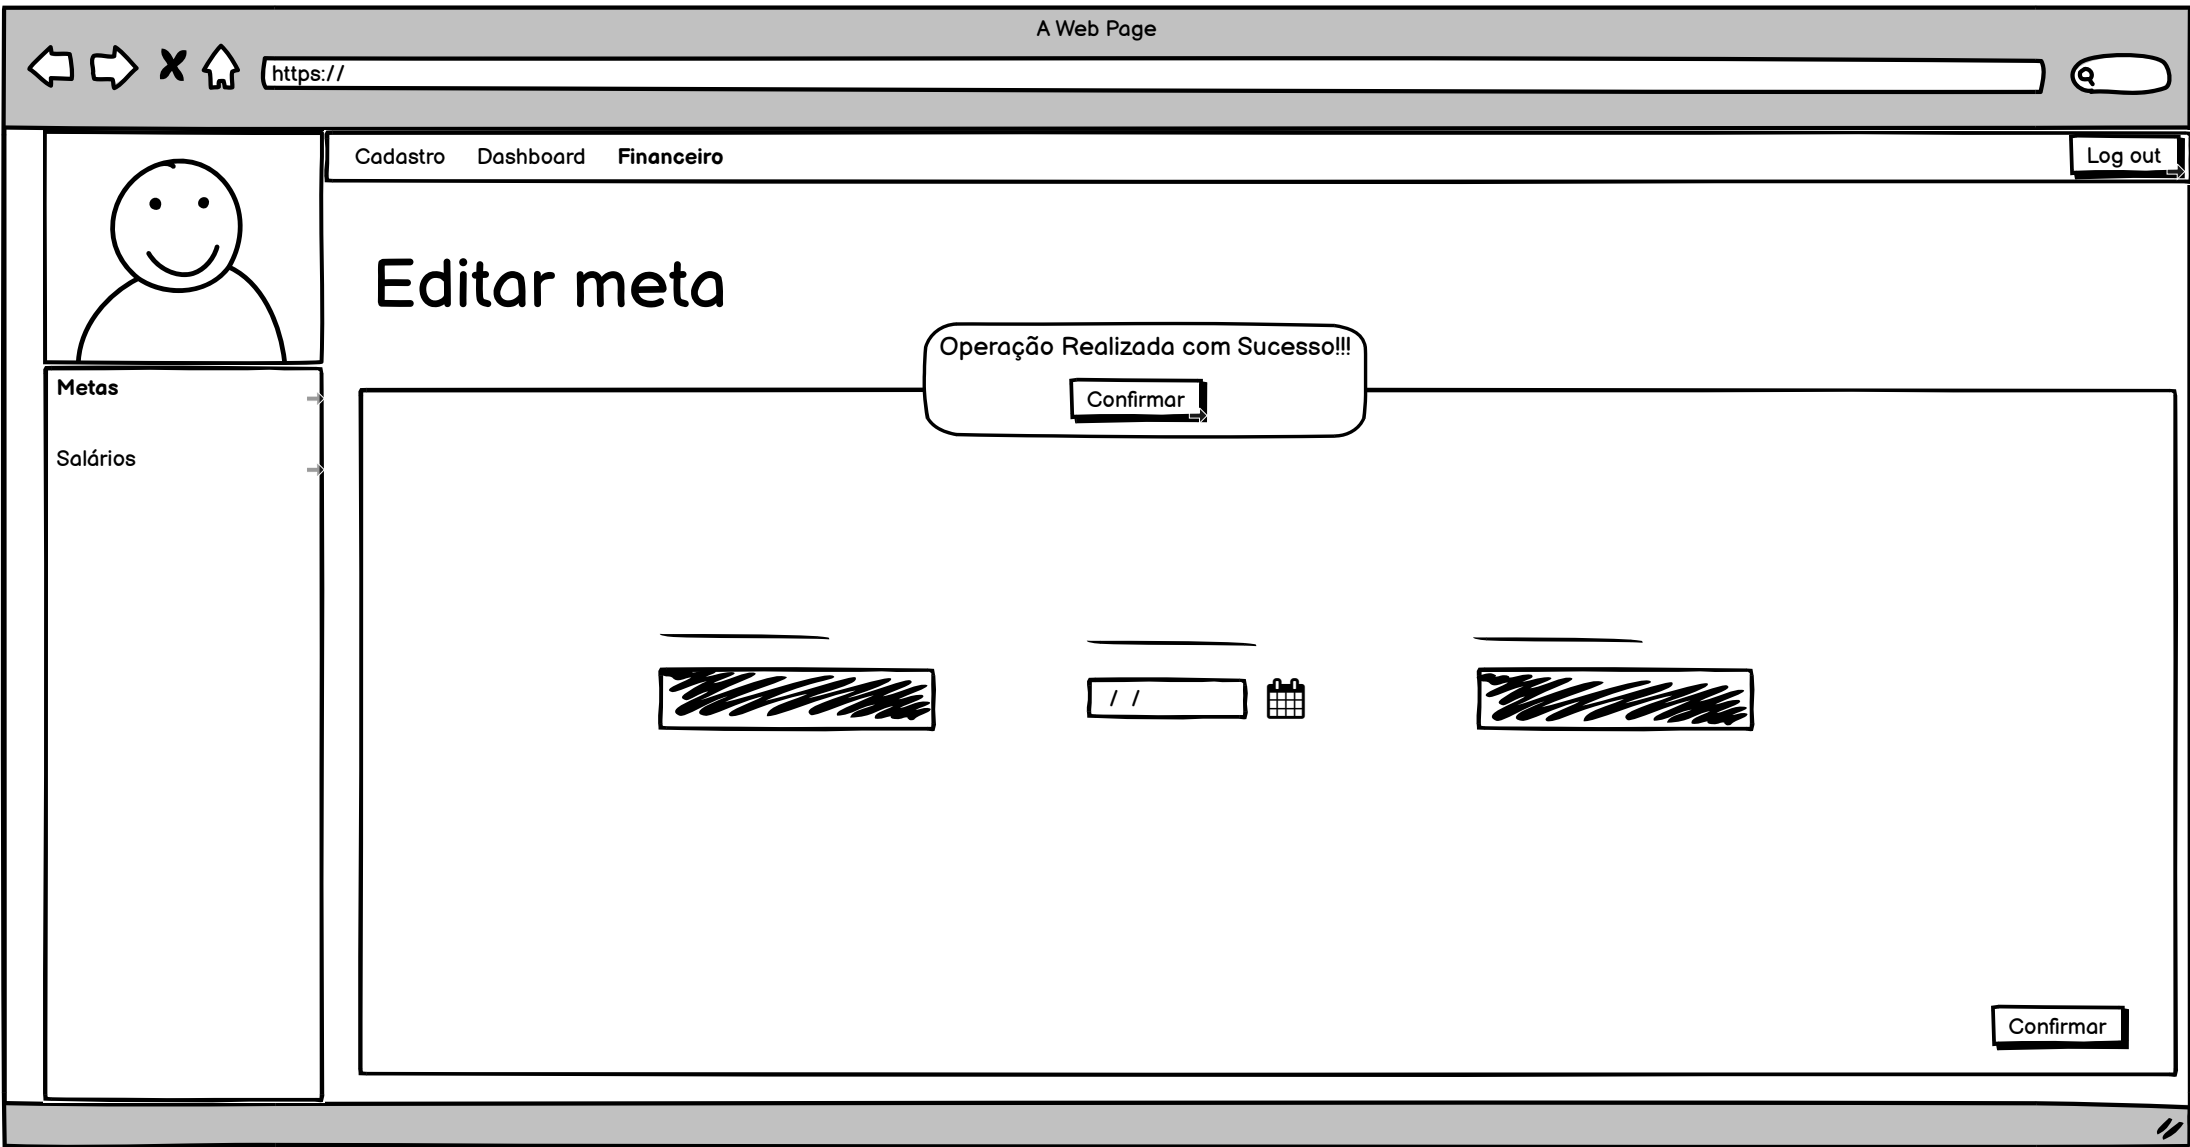 A Web Page
https://
Cadastro Dashboard Financeiro
Log out
Editar meta
Operação Realizada com Sucesso!!!
Confirmar
Metas
Salários
/ /
Confirmar